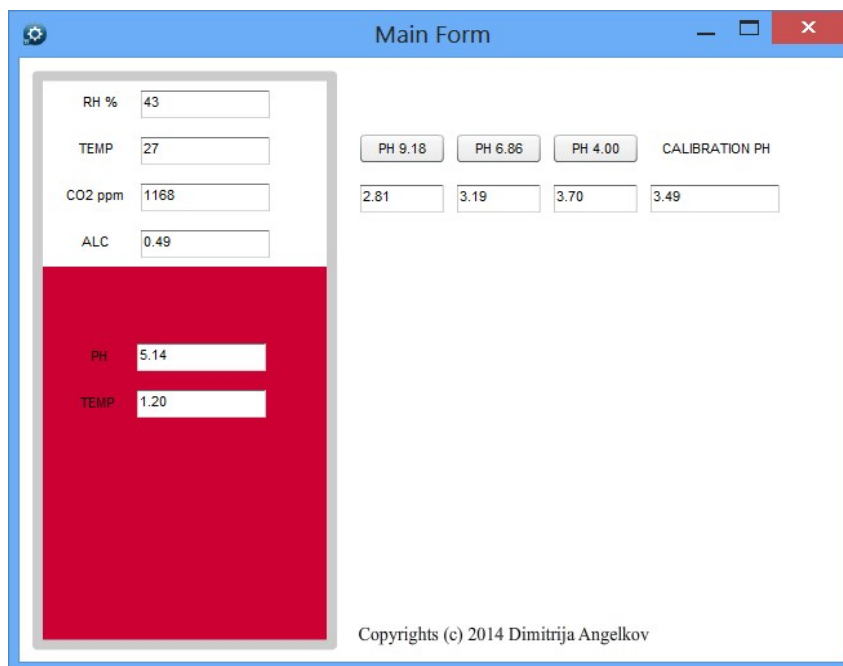 Main Form
RH % 43
TEMP 27
CO2 ppm 1168
ALC 0.49
PH 5.14
TEMP 1.20
PH 9.18 PH 6.86 PH 4.00 CALIBRATION PH
2.81 3.19 3.70 3.49
Copyrights (c) 2014 Dimitrija Angelkov